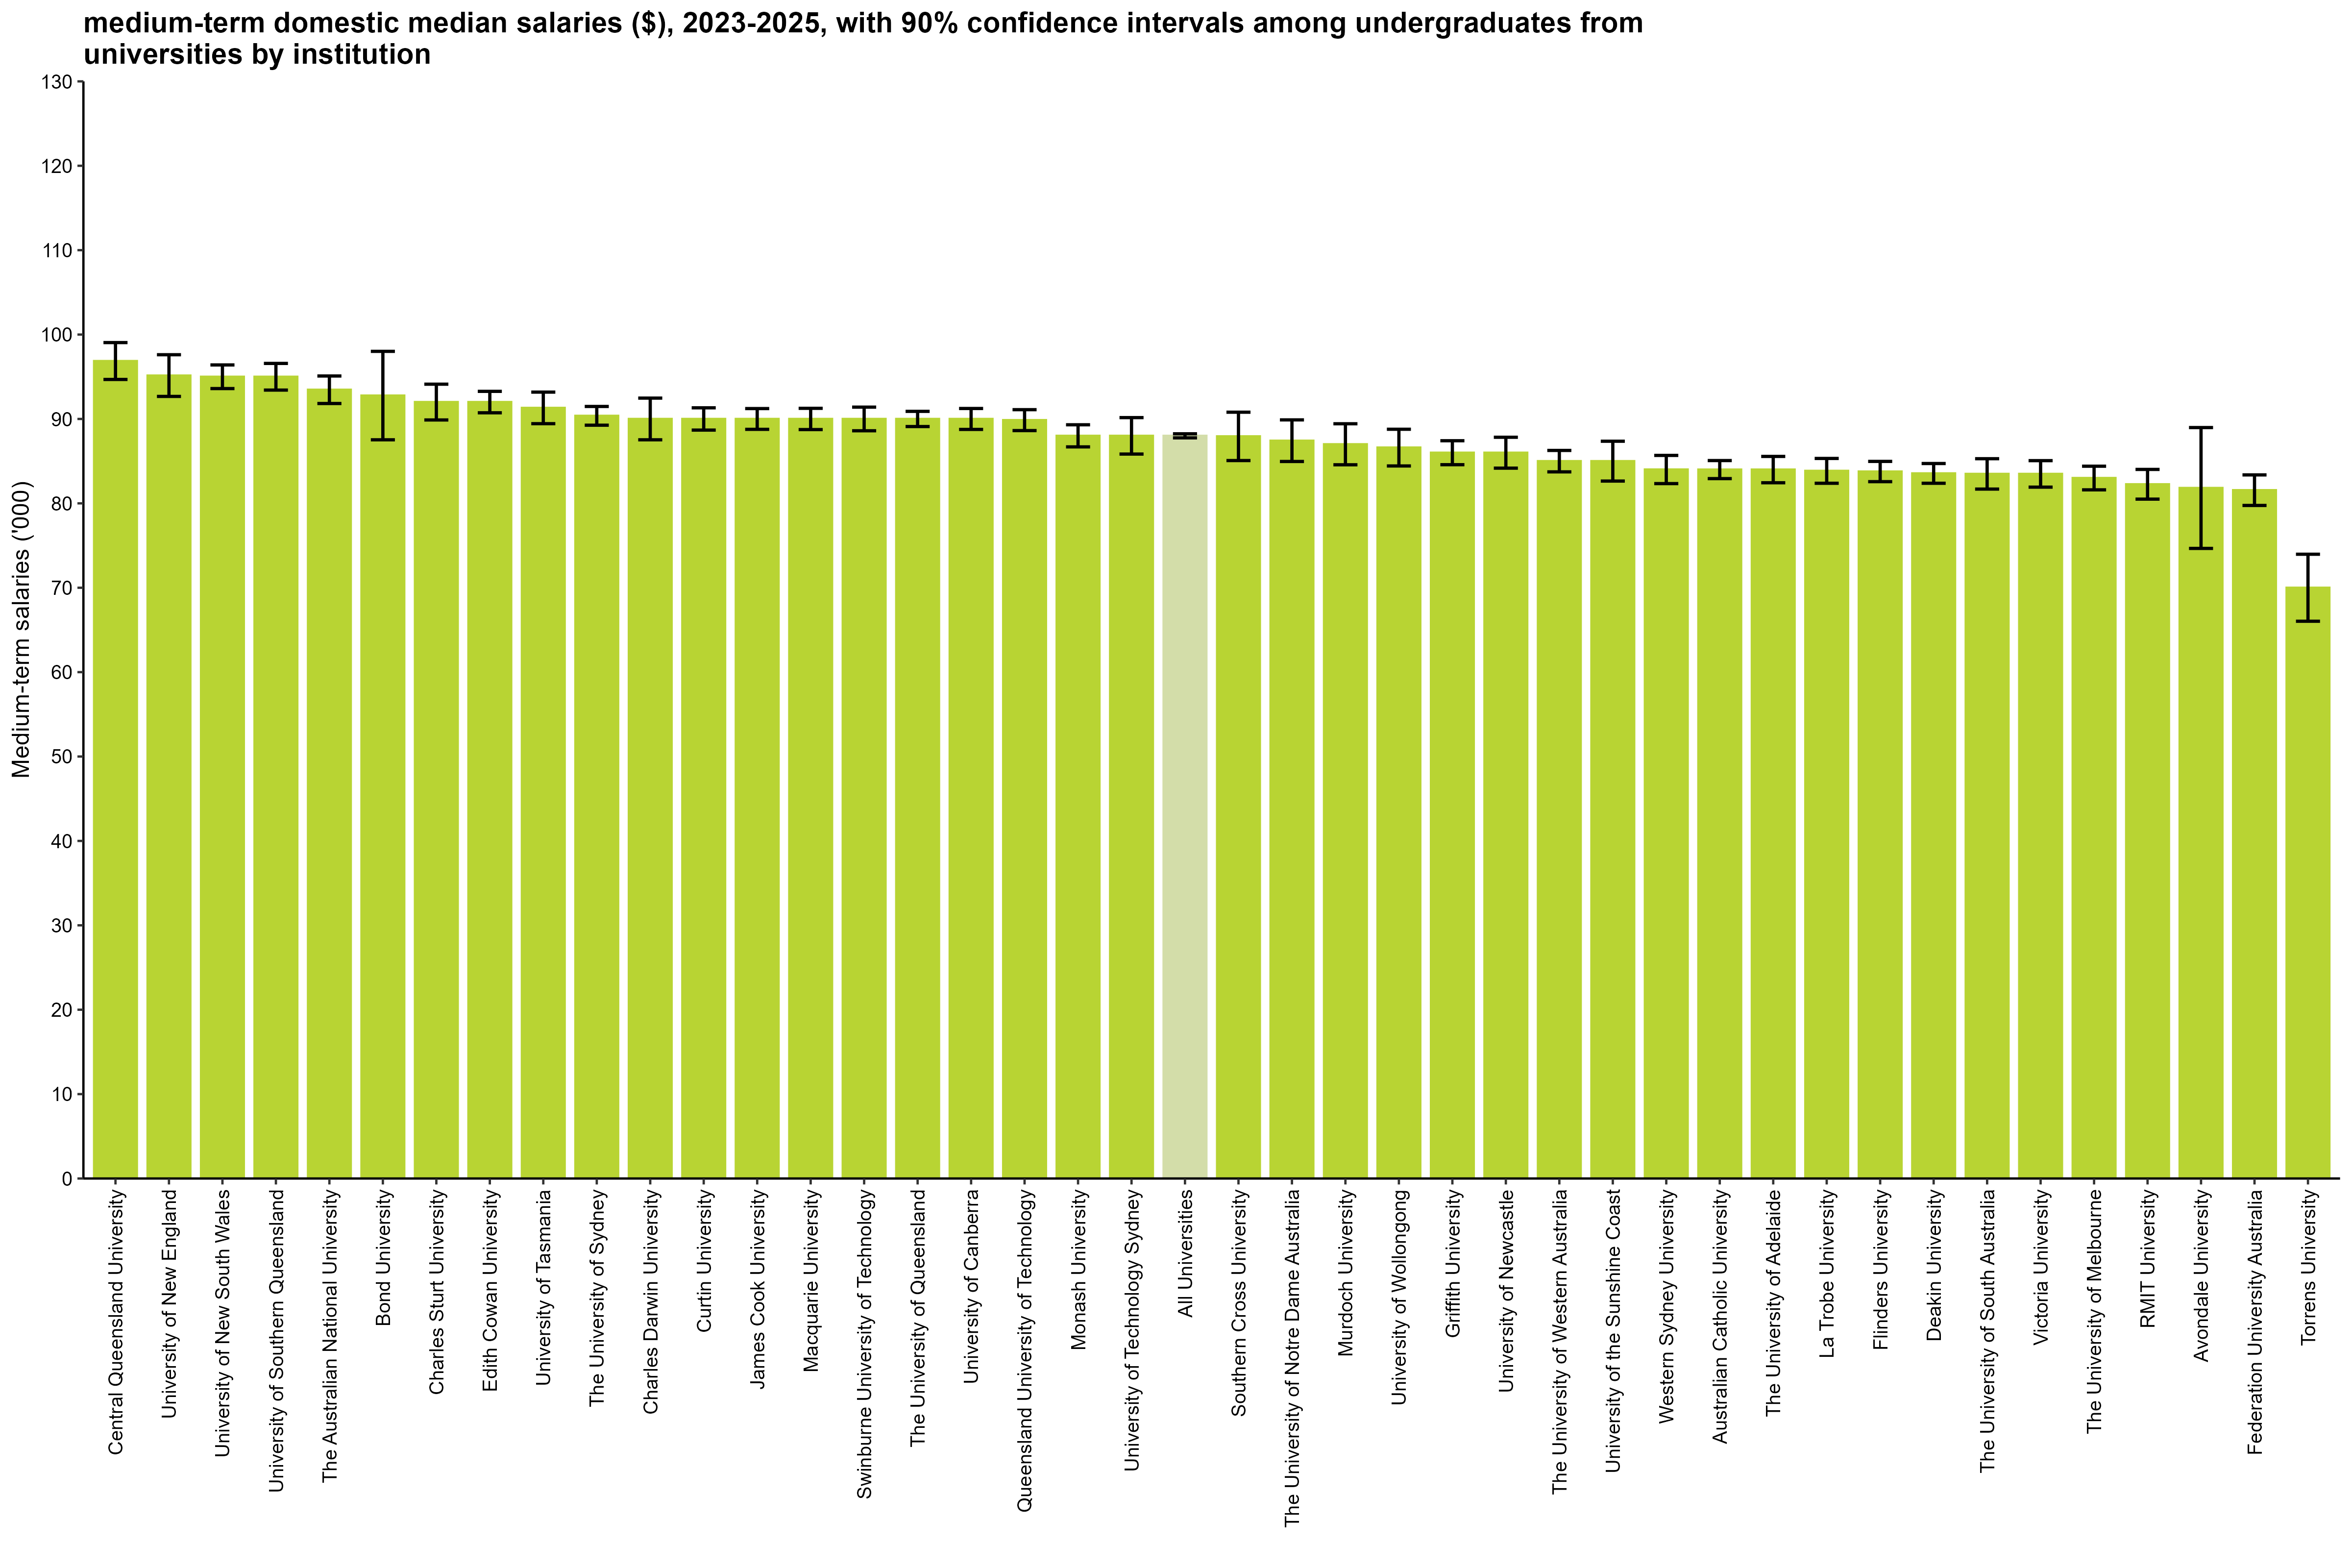 medium-term domestic median salaries ($), 2023-2025, with 90% confidence intervals among undergraduates from
universities by institution
Medium-term salaries ('000)
130
120
110
100
90
80
70
60
50
40
30
20
10
0
Central Queensland University
University of New England
University of New South Wales
University of Southern Queensland
The Australian National University
Bond University
Charles Sturt University
Edith Cowan University
University of Tasmania
The University of Sydney
Charles Darwin University
Curtin University
James Cook University
Macquarie University
Swinburne University of Technology
The University of Queensland
University of Canberra
Queensland University of Technology
Monash University
University of Technology Sydney
All Universities
Southern Cross University
The University of Notre Dame Australia
Murdoch University
University of Wollongong
Griffith University
University of Newcastle
The University of Western Australia
University of the Sunshine Coast
Western Sydney University
Australian Catholic University
The University of Adelaide
La Trobe University
Flinders University
Deakin University
The University of South Australia
Victoria University
The University of Melbourne
RMIT University
Avondale University
Federation University Australia
Torrens University